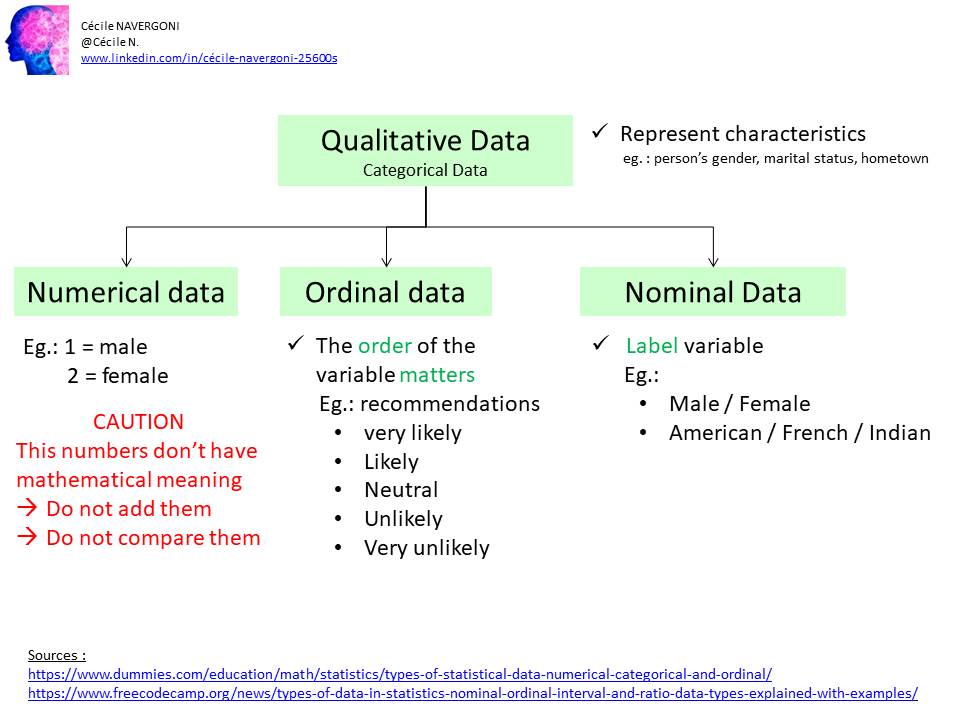 Cécile NAVERGONI
@Cécile N.
www.linkedin.com/in/cécile-navergoni-25600s
Qualitative Data
Categorical Data
✓ Represent characteristics
eg. : person's gender, marital status, hometown
Numerical data
Eg.: 1 = male
2 = female
CAUTION
This numbers don't have
mathematical meaning
→ Do not add them
→ Do not compare them
Ordinal data
✓ The order of the
variable matters
Eg.: recommendations
• very likely
• Likely
• Neutral
• Unlikely
• Very unlikely
Nominal Data
✓ Label variable
Eg.:
• Male / Female
• American / French / Indian
Sources :
https://www.dummies.com/education/math/statistics/types-of-statistical-data-numerical-categorical-and-ordinal/
https://www.freecodecamp.org/news/types-of-data-in-statistics-nominal-ordinal-interval-and-ratio-data-types-explained-with-examples/